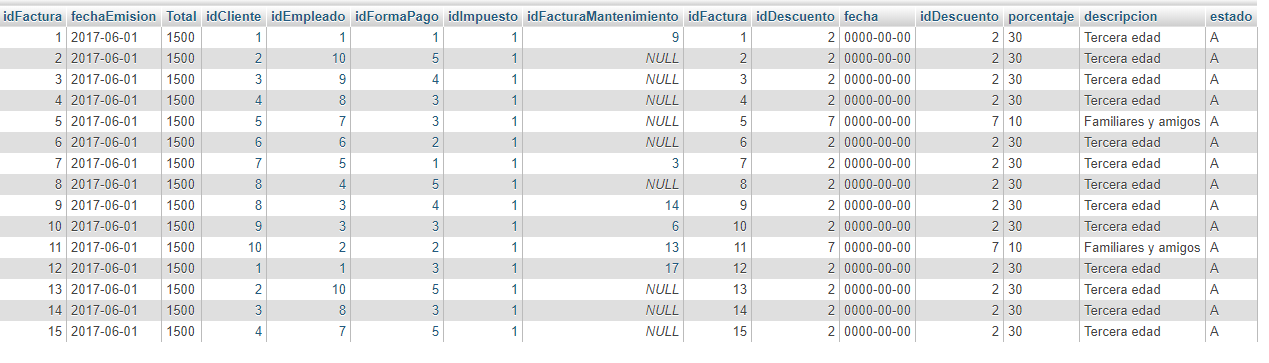 idFactura fechaEmision Total idCliente idEmpleado idFormaPago idImpuesto idFacturaMantenimiento idFactura idDescuento fecha idDescuento porcentaje descripcion estado
1 2017-06-01 1500 1 1 1 1 9 1 2 0000-00-00 2 30 Tercera edad A
2 2017-06-01 1500 2 10 5 1 NULL 2 2 0000-00-00 2 30 Tercera edad A
3 2017-06-01 1500 3 9 4 1 NULL 3 2 0000-00-00 2 30 Tercera edad A
4 2017-06-01 1500 4 8 3 1 NULL 4 2 0000-00-00 2 30 Tercera edad A
5 2017-06-01 1500 5 7 3 1 NULL 5 7 0000-00-00 7 10 Familiares y amigos A
6 2017-06-01 1500 6 6 2 1 NULL 6 2 0000-00-00 2 30 Tercera edad A
7 2017-06-01 1500 7 5 1 1 3 7 2 0000-00-00 2 30 Tercera edad A
8 2017-06-01 1500 8 4 5 1 NULL 8 2 0000-00-00 2 30 Tercera edad A
9 2017-06-01 1500 8 3 4 1 14 9 2 0000-00-00 2 30 Tercera edad A
10 2017-06-01 1500 9 3 3 1 6 10 2 0000-00-00 2 30 Tercera edad A
11 2017-06-01 1500 10 2 2 1 13 11 7 0000-00-00 7 10 Familiares y amigos A
12 2017-06-01 1500 1 1 3 1 17 12 2 0000-00-00 2 30 Tercera edad A
13 2017-06-01 1500 2 10 5 1 NULL 13 2 0000-00-00 2 30 Tercera edad A
14 2017-06-01 1500 3 8 3 1 NULL 14 2 0000-00-00 2 30 Tercera edad A
15 2017-06-01 1500 4 7 5 1 NULL 15 2 0000-00-00 2 30 Tercera edad A